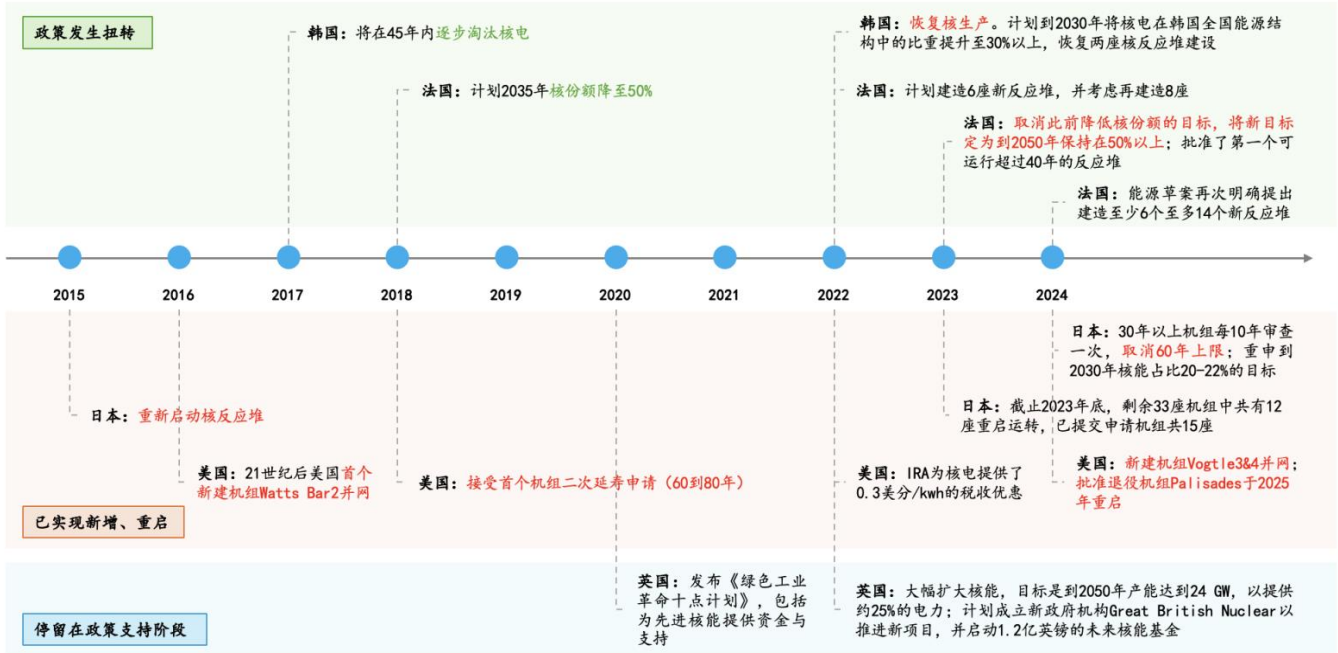 政策发生扭转
韩国：将在45年内逐步淘汰核电
法国：计划2035年核份额降至50%
韩国：恢复核生产。计划到2030年将核电在韩国全国能源结
构中的比重提升至30%以上，恢复两座核反应堆建设
法国：计划建造6座新反应堆，并考虑再建造8座
法国：取消此前降低核份额的目标，将新目标
定为到2050年保持在50%以上；批准了第一个可
运行超过40年的反应堆
法国：能源草案再次明确提出
建造至少6个至多14个新反应堆
2015
2016
2017
2018
2019
2020
2021
2022
2023
2024
日本：30年以上机组每10年审查
一次，取消60年上限；重申到
2030年核能占比20-22%的目标
日本：重新启动核反应堆
日本：截止2023年底，剩余33座机组中共有12
座重启运转，已提交申请机组共15座
美国：21世纪后美国首个
新建机组Watts Bar2并网
美国：接受首个机组二次延寿申请（60到80年）
美国：IRA为核电提供了
0.3美分/kwh的税收优惠
美国：新建机组Vogtle3&4并网；
批准退役机组Palisades于2025
年重启
已实现新增、重启
英国：发布《绿色工业
革命十点计划》，包括
为先进核能提供资金与
支持
英国：大幅扩大核能，目标是到2050年产能达到24 GW，以提供
约25%的电力；计划成立新政府机构Great British Nuclear以
推进新项目，并启动1.2亿英镑的未来核能基金
停留在政策支持阶段